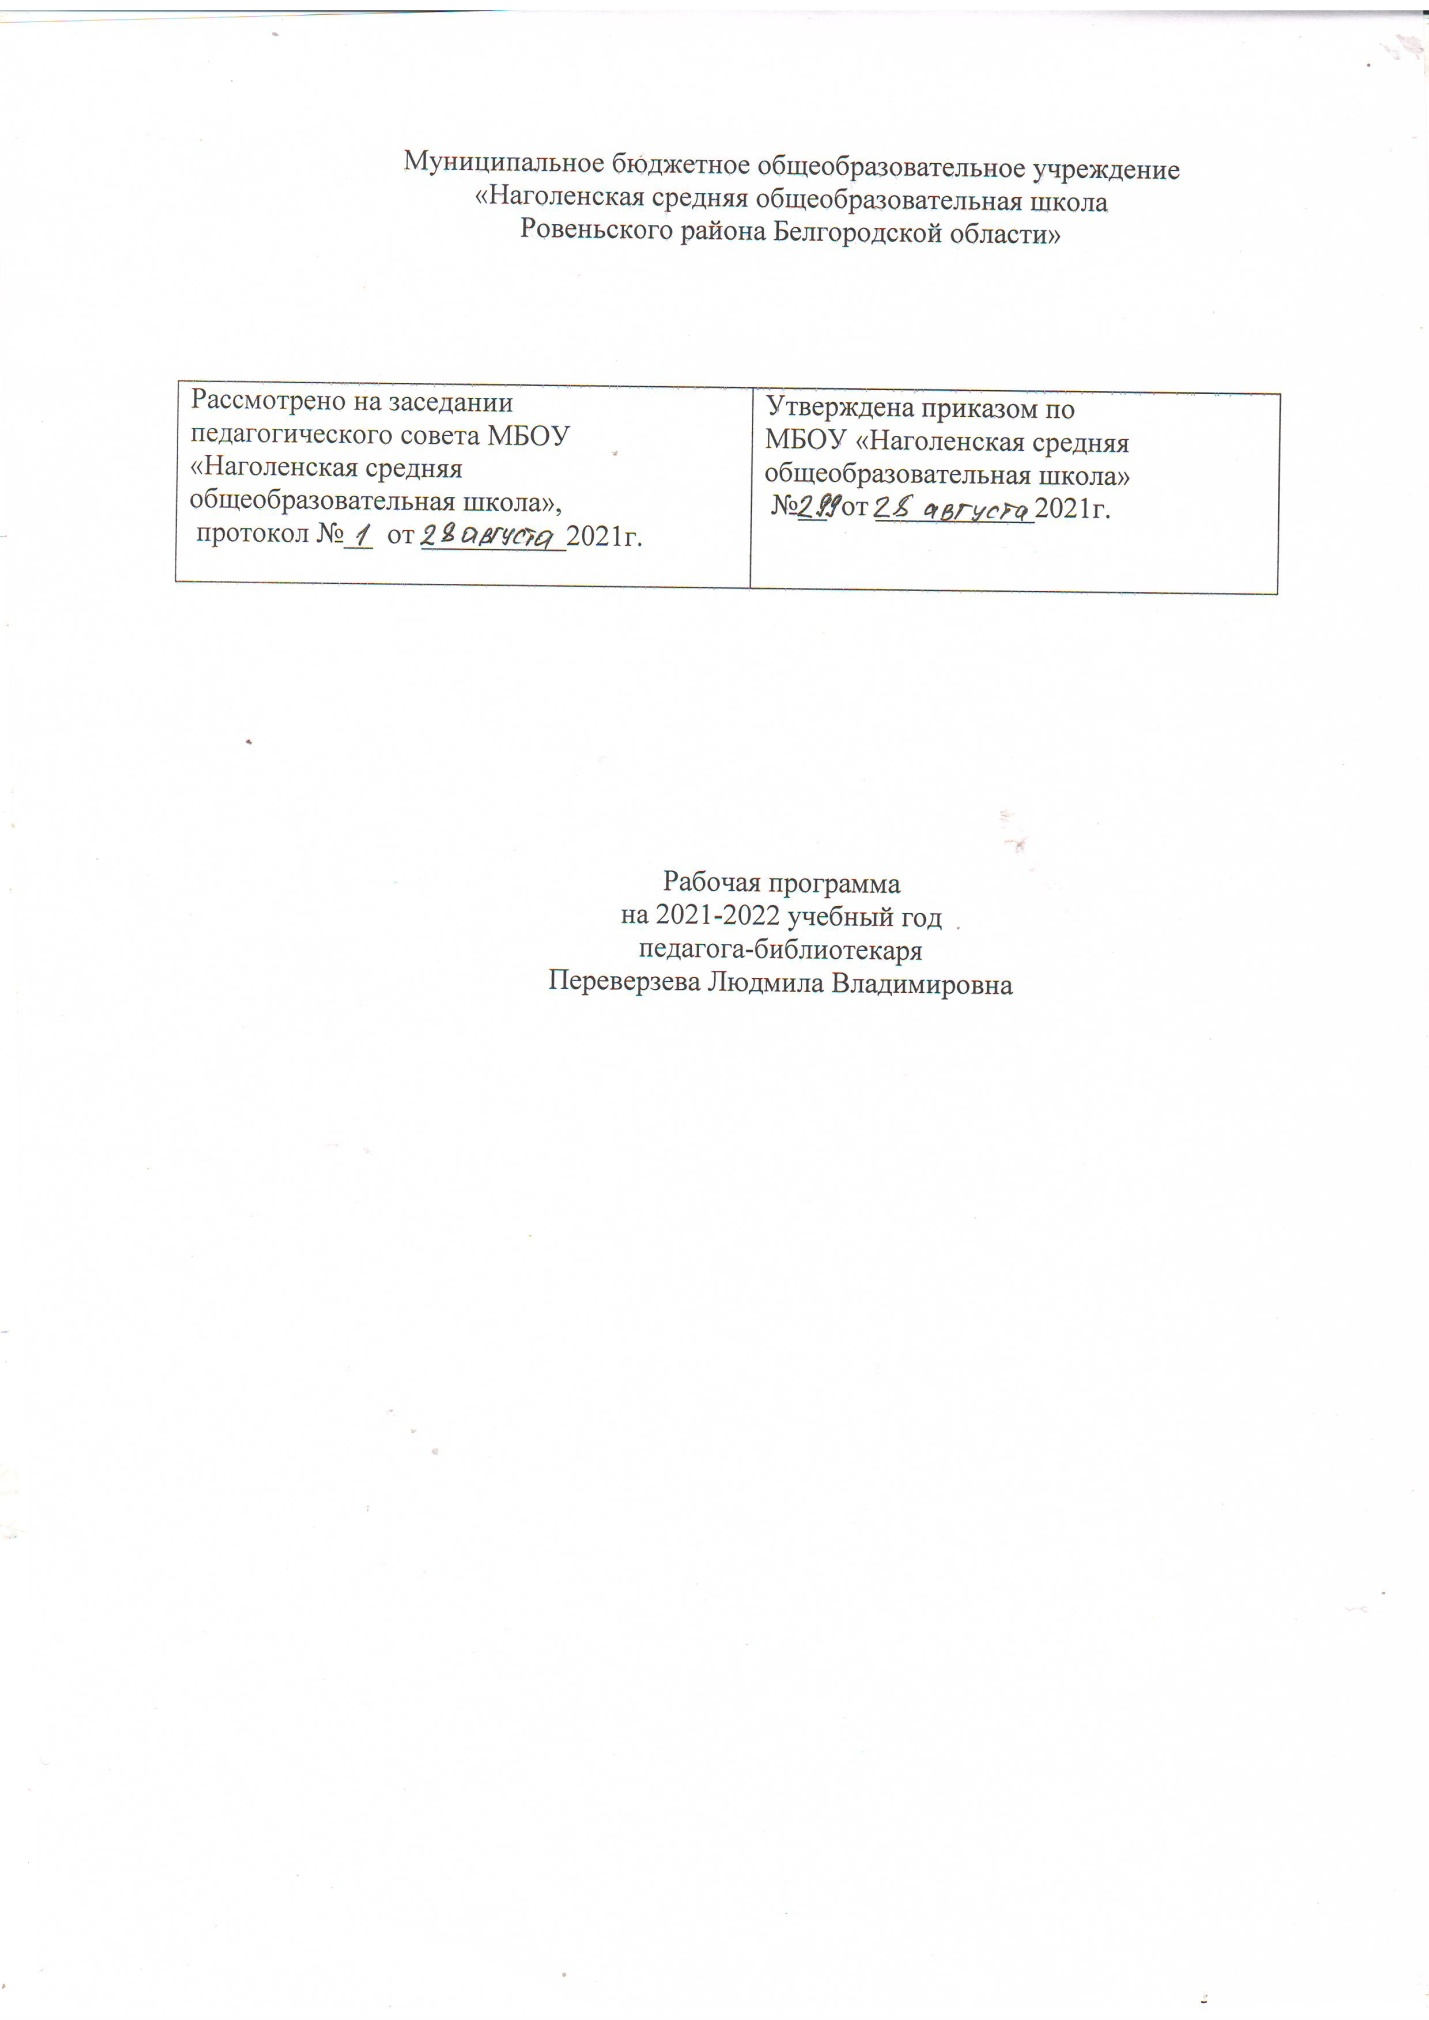 Муниципальное бюджетное общеобразовательное учреждение
«Наголенская средняя общеобразовательная школа
Ровеньского района Белгородской области»
Рассмотрено на заседании
педагогического совета МБОУ
«Наголенская средняя
общеобразовательная школа»,
протокол № 1 от 28 августа 2021г.
Утверждена приказом по
МБОУ «Наголенская средняя
общеобразовательная школа»
№299 от 28 августа 2021г.
Рабочая программа
на 2021-2022 учебный год
педагога-библиотекаря
Переверзева Людмила Владимировна